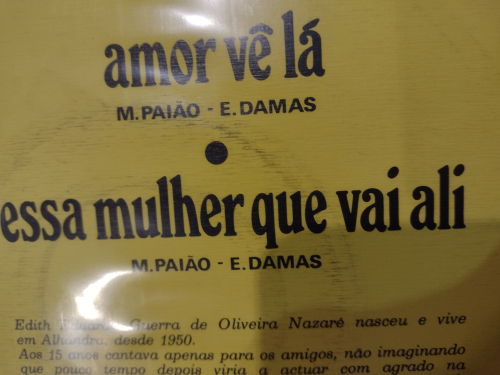 amor vê lá
M. PAIÃO - E. DAMAS
essa mulher que vai ali
M. PAIÃO - E. DAMAS
Edith Guerra de Oliveira Nazaré nasceu e vive
em Alhandra, desde 1950.
Aos 15 anos cantava apenas para os amigos, não imaginando
que pouco tempo depois viria a actuar com agrado na